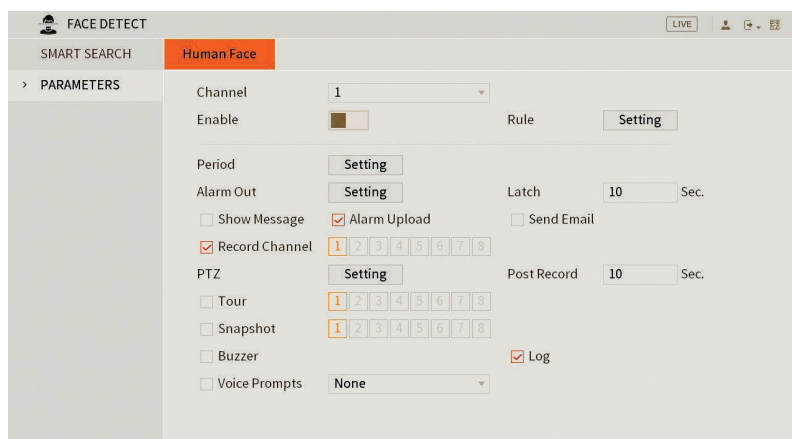 FACE DETECT LIVE
SMART SEARCH Human Face
PARAMETERS
Channel 1
Enable Rule Setting
Period Setting
Alarm Out Setting Latch 10 Sec.
Show Message Alarm Upload Send Email
Record Channel 1 2 3 4 5 6 7 8
PTZ Setting Post Record 10 Sec.
Tour 1 2 3 4 5 6 7 8
Snapshot 1 2 3 4 5 6 7 8
Buzzer Log
Voice Prompts None